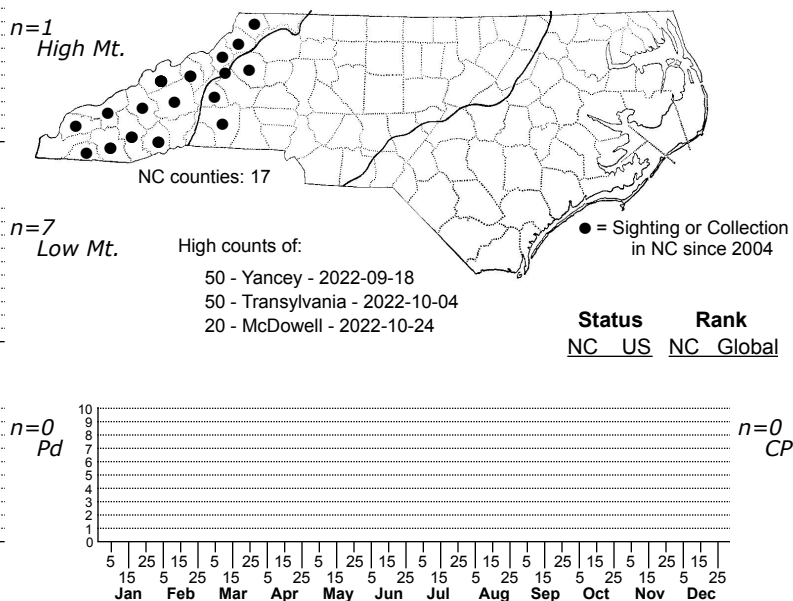 n=1
High Mt.
NC counties: 17
n=7
Low Mt.
High counts of:
50 - Yancey - 2022-09-18
50 - Transylvania - 2022-10-04
20 - McDowell - 2022-10-24
● = Sighting or Collection
in NC since 2004
Status Rank
NC US NC Global
n=0
Pd
10
9
8
7
6
5
4
3
2
1
0
n=0
CP
5 25 15 5 25 15 5 25 15 5 25 15 5 25 15 5 25 15
15 5 25 15 5 25 15 5 25 15 5 25 15 5 25 15 5 25
Jan Feb Mar Apr May Jun Jul Aug Sep Oct Nov Dec